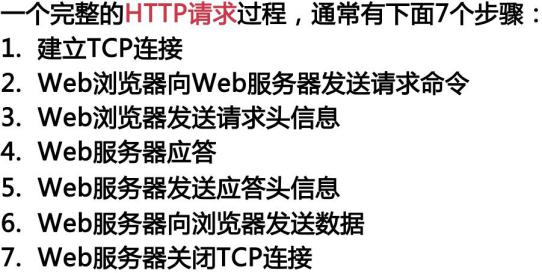 一个完整的HTTP请求过程，通常有下面7个步骤：
1. 建立TCP连接
2. Web浏览器向Web服务器发送请求命令
3. Web浏览器发送请求头信息
4. Web服务器应答
5. Web服务器发送应答头信息
6. Web服务器向浏览器发送数据
7. Web服务器关闭TCP连接